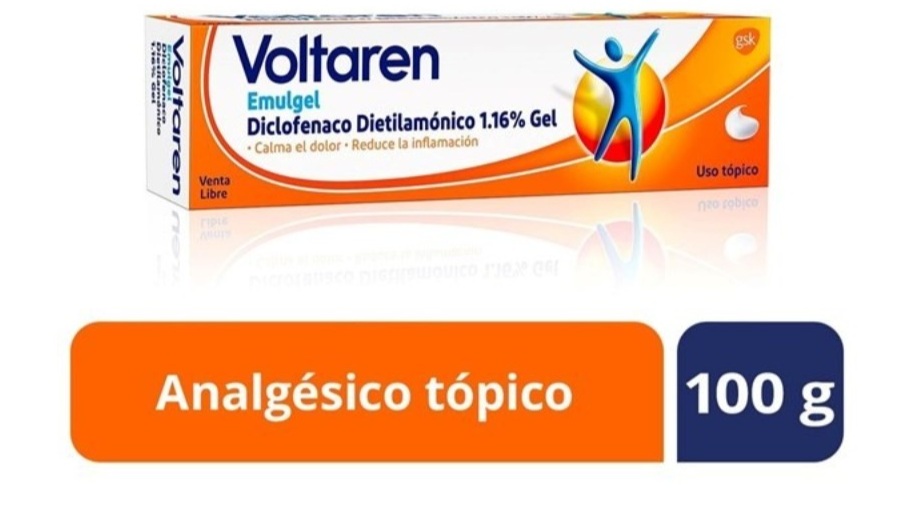 Voltaren
Emulgel
Diclofenaco Dietilamónico 1.16% Gel
• Calma el dolor • Reduce la inflamación
Venta
Libre
gsk
Uso tópico
Voltaren
Emulgel
Diclofenaco
Dietilamónico
1.16% Gel
Analgésico tópico
100 g